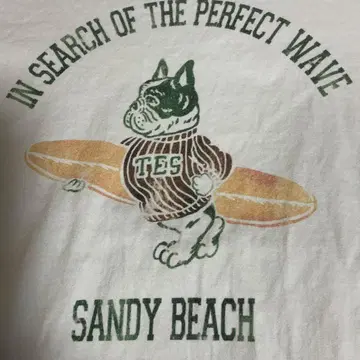 IN SEARCH OF THE PERFECT WAVE
TES
SANDY BEACH